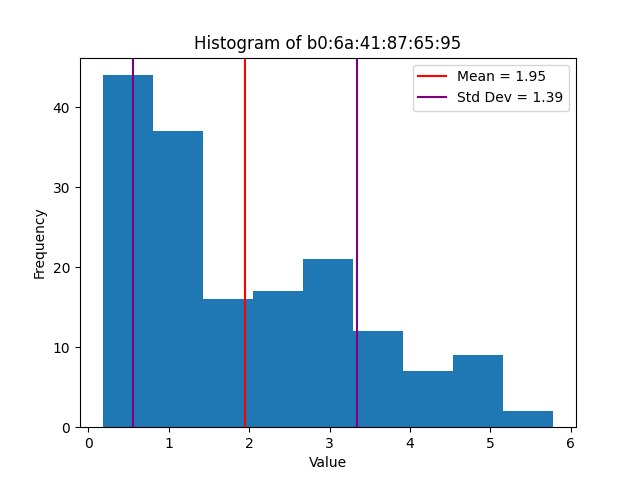 Histogram of b0:6a:41:87:65:95
Mean = 1.95
Std Dev = 1.39
Frequency
40
30
20
10
0
0 1 2 3 4 5 6
Value